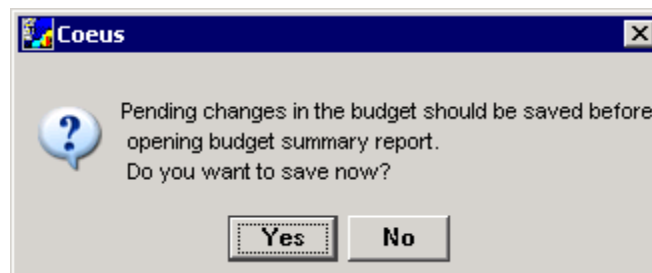 Coeus
Pending changes in the budget should be saved before
opening budget summary report.
Do you want to save now?
Yes No